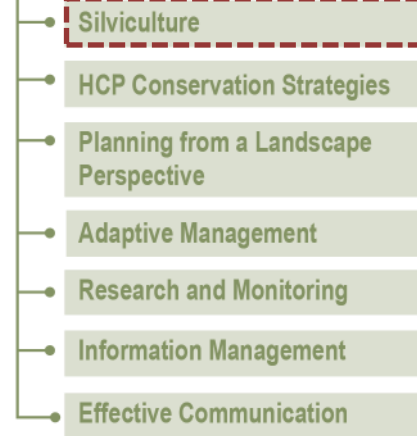 Silviculture
HCP Conservation Strategies
Planning from a Landscape
Perspective
Adaptive Management
Research and Monitoring
Information Management
Effective Communication